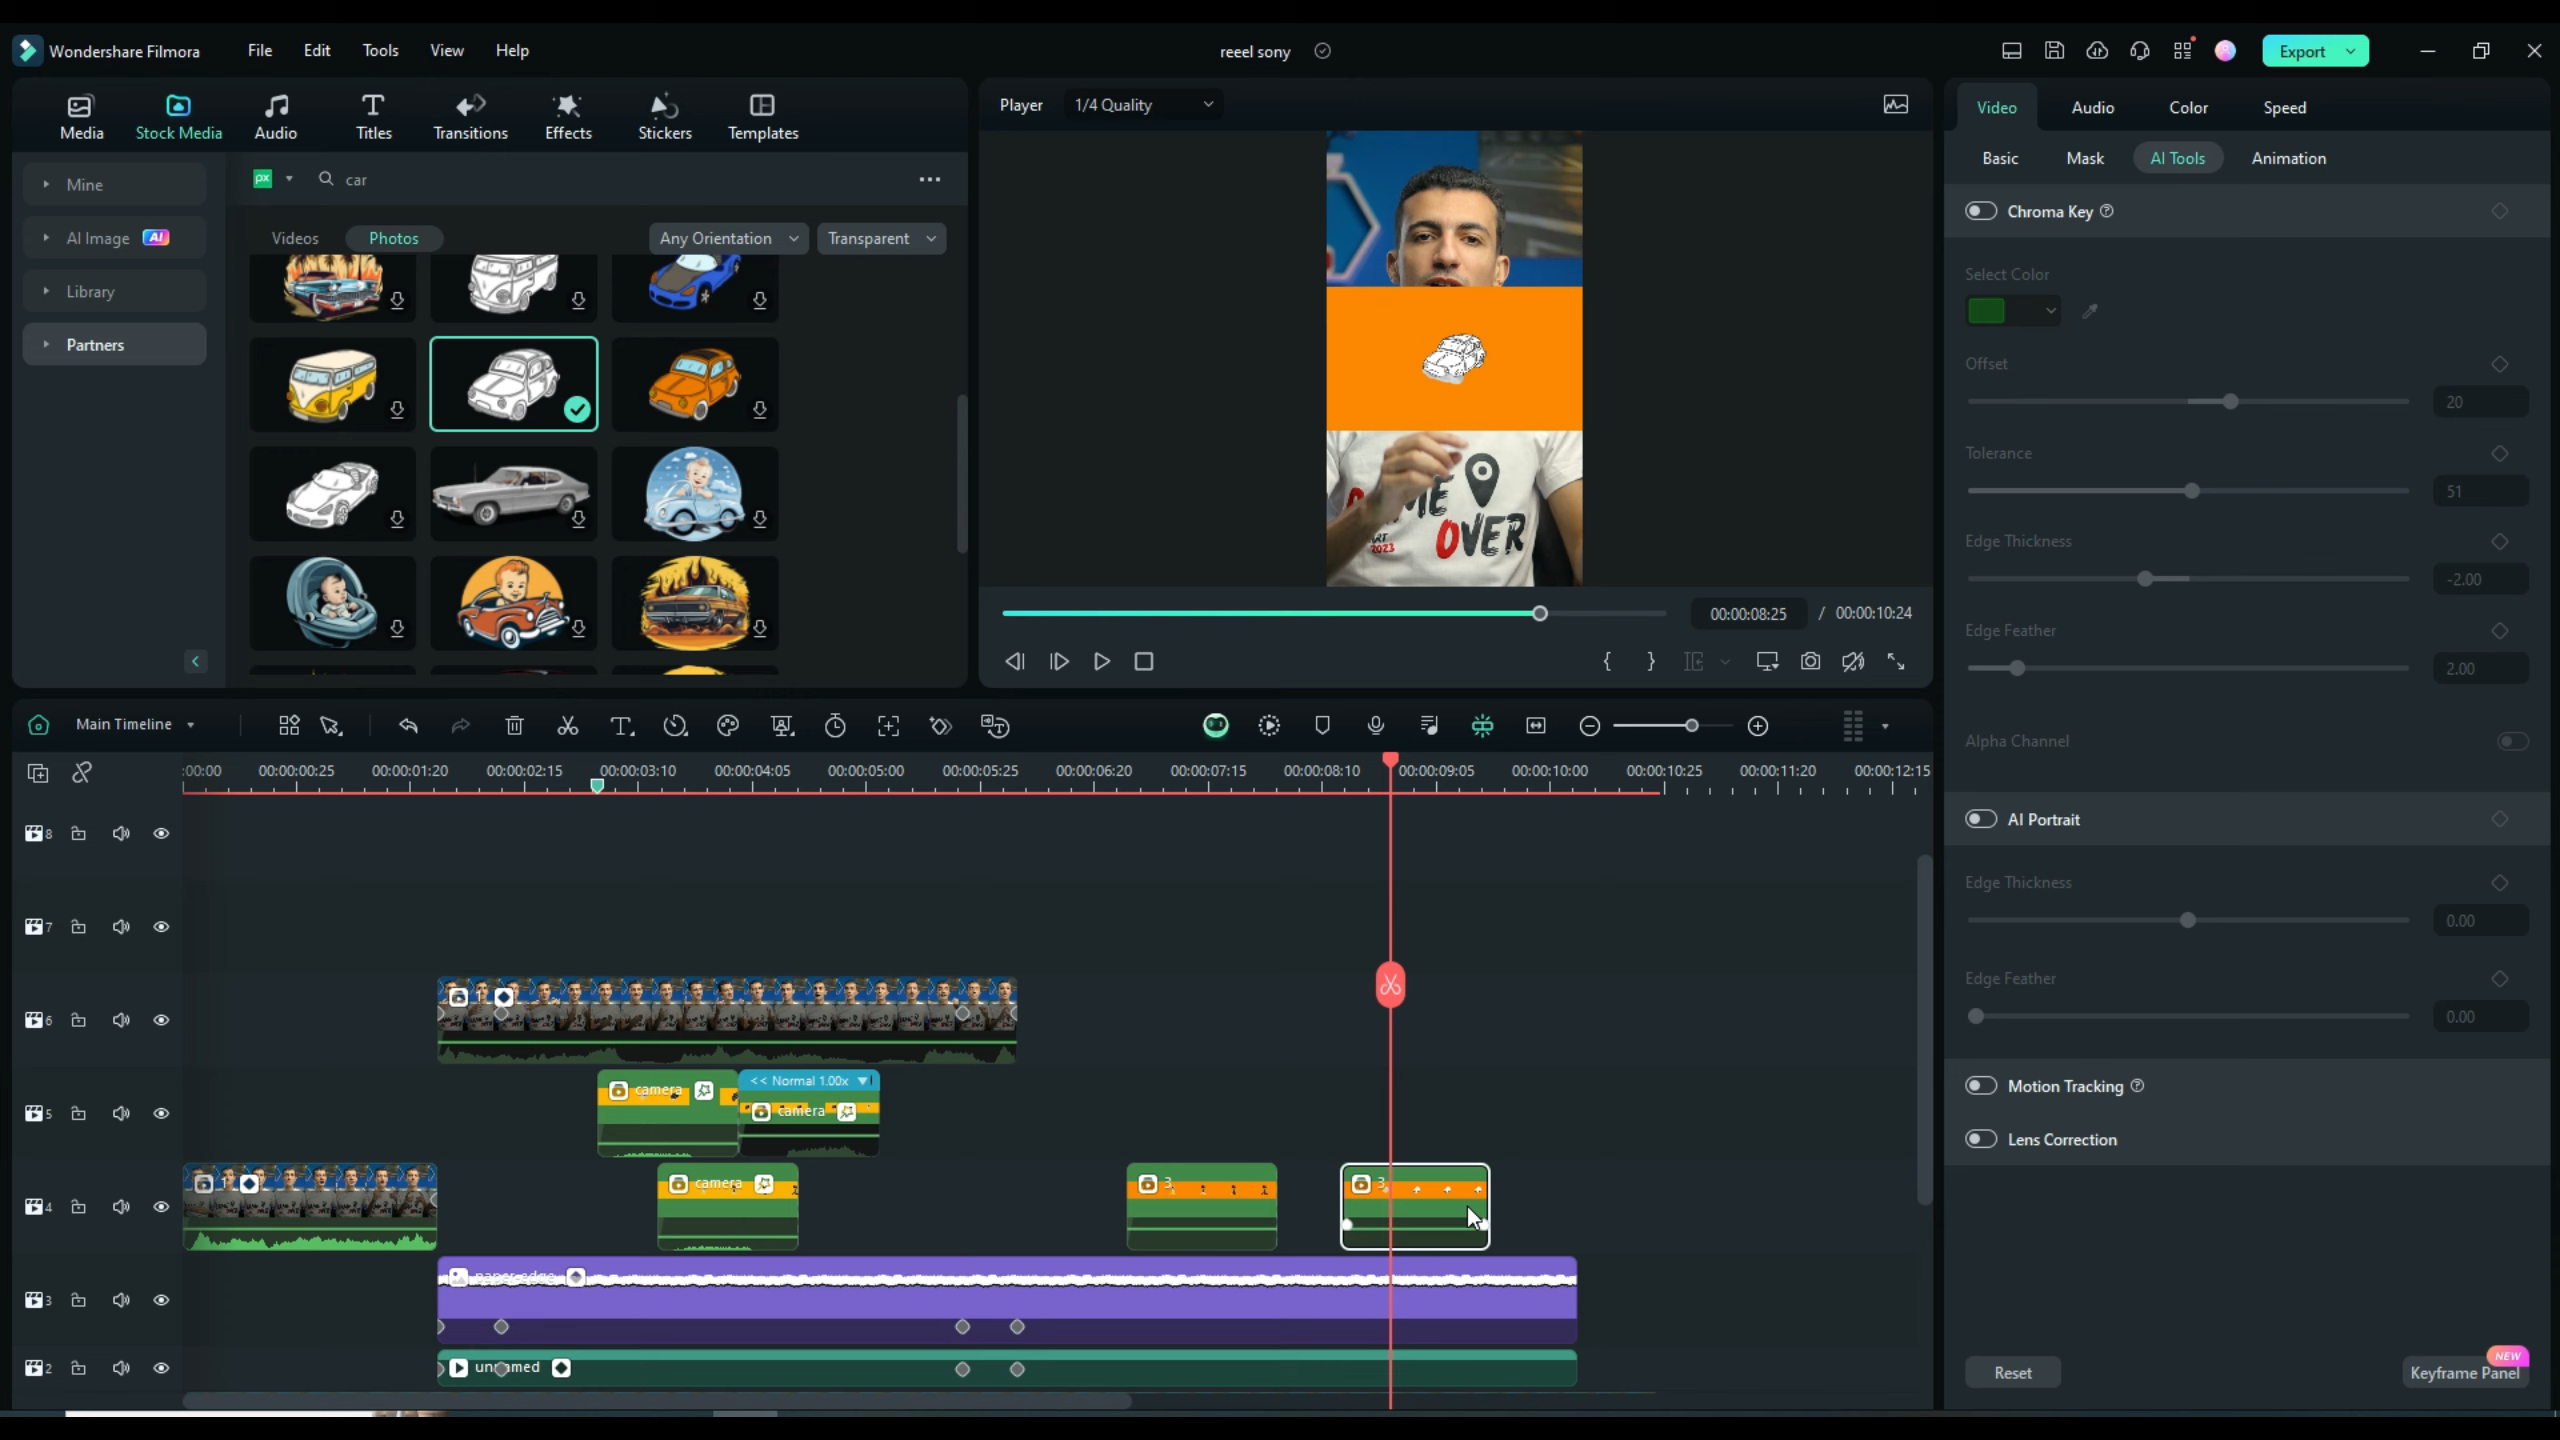 Wondershare Filmora
File Edit Tools View Help
reeel sony
Export
Media Stock Media Audio Titles Transitions Effects Stickers Templates
Mine
AI Image AI
Library
Partners
px car
Videos Photos Any Orientation Transparent
Player 1/4 Quality
ME
OVER
2023
00:00:08:25 / 00:00:10:24
Video Audio Color Speed
Basic Mask AI Tools Animation
Chroma Key
Select Color
Offset
20
Tolerance
51
Edge Thickness
-2.00
Edge Feather
2.00
Alpha Channel
AI Portrait
Edge Thickness
0.00
Edge Feather
0.00
Motion Tracking
Lens Correction
Reset
NEW
Keyframe Panel
Main Timeline
:00:00 00:00:00:25 00:00:01:20 00:00:02:15 00:00:03:10 00:00:04:05 00:00:05:00 00:00:05:25 00:00:06:20 00:00:07:15 00:00:08:10 00:00:09:05 00:00:10:00 00:00:10:25 00:00:11:20 00:00:12:15
8
7
6 1
5 camera << Normal 1.00x camera
4 1 camera 3 3
3 paper edge
2 unnamed